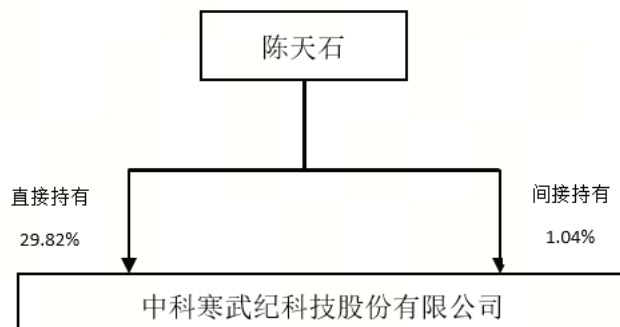 陈天石
直接持有
29.82%
间接持有
1.04%
中科寒武纪科技股份有限公司